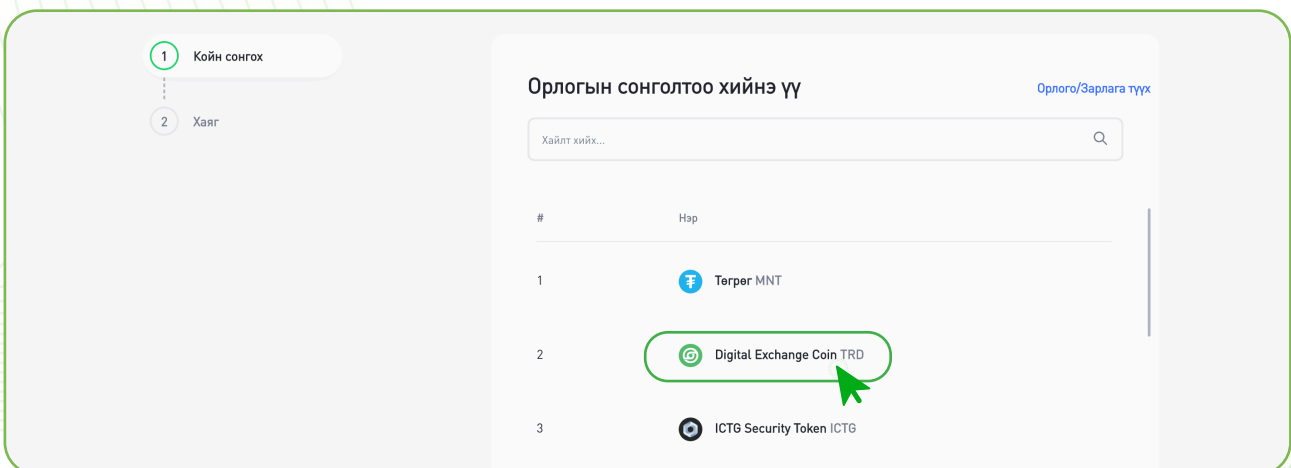 1 Койн сонгох
2 Хаяг
Орлогын сонголтоо хийнэ үү
Орлого/Зарлага түүх
Хайлт хийх...
# Нэр
1 Төгрөг MNT
2 Digital Exchange Coin TRD
3 ICTG Security Token ICTG